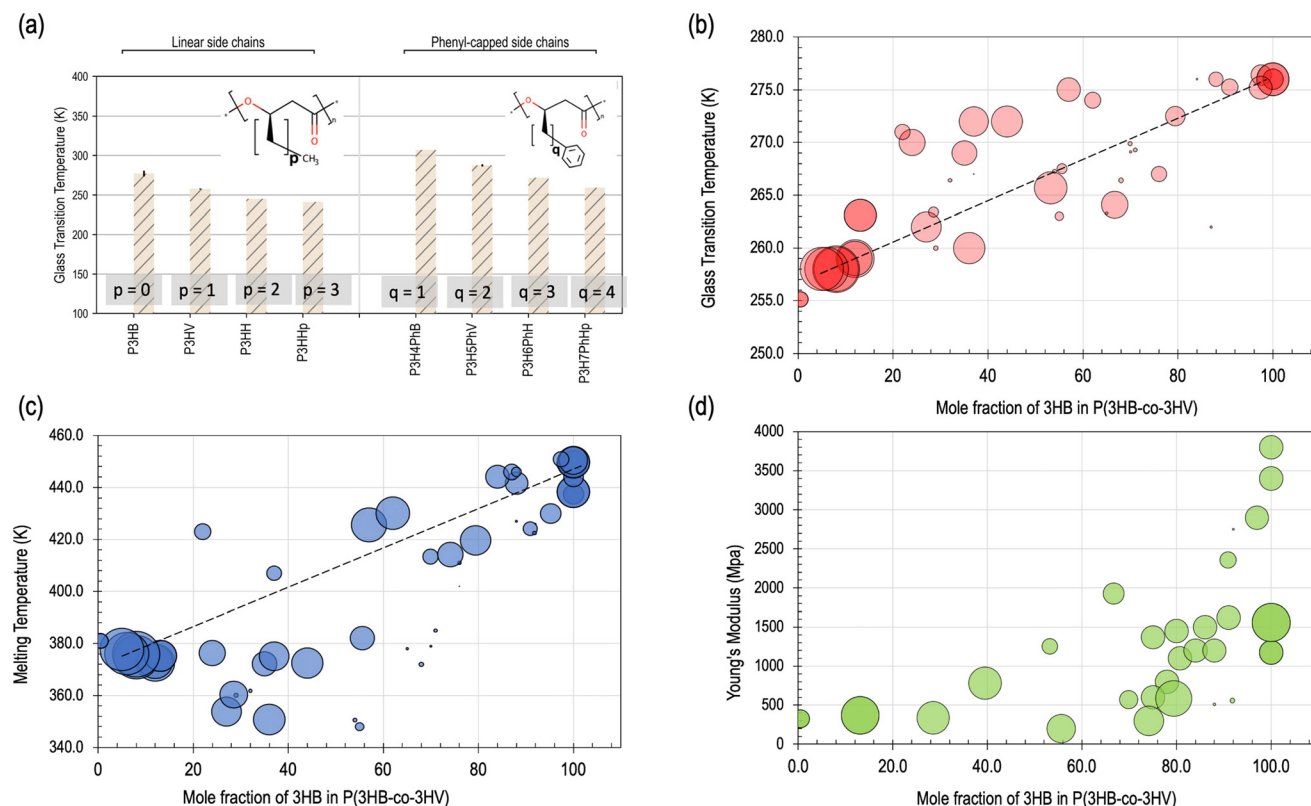 (a)
Linear side chains
Phenyl-capped side chains
Glass Transition Temperature (K)
400
350
300
250
200
150
100
O
O
n
p
CH3
O
O
n
q
p = 0
p = 1
p = 2
p = 3
q = 1
q = 2
q = 3
q = 4
P3HB
P3HV
P3HH
P3HHp
P3H4PhB
P3H5PhV
P3H6PhH
P3H7PhHp
(b)
Glass Transition Temperature (K)
280.0
275.0
270.0
265.0
260.0
255.0
250.0
0
20
40
60
80
100
Mole fraction of 3HB in P(3HB-co-3HV)
(c)
Melting Temperature (K)
460.0
440.0
420.0
400.0
380.0
360.0
340.0
0
20
40
60
80
100
Mole fraction of 3HB in P(3HB-co-3HV)
(d)
Young's Modulus (Mpa)
4000
3500
3000
2500
2000
1500
1000
500
0
0.0
20.0
40.0
60.0
80.0
100.0
Mole fraction of 3HB in P(3HB-co-3HV)